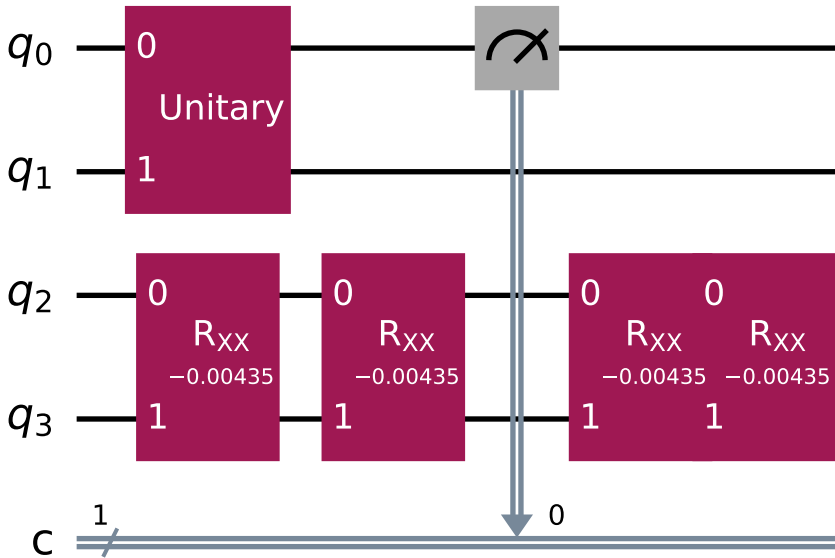 q0 0 Unitary
q1 1
q2 0 RXX −0.00435 0 RXX −0.00435 0 RXX −0.00435 0 RXX −0.00435
q3 1 1 1 1
c 1 0